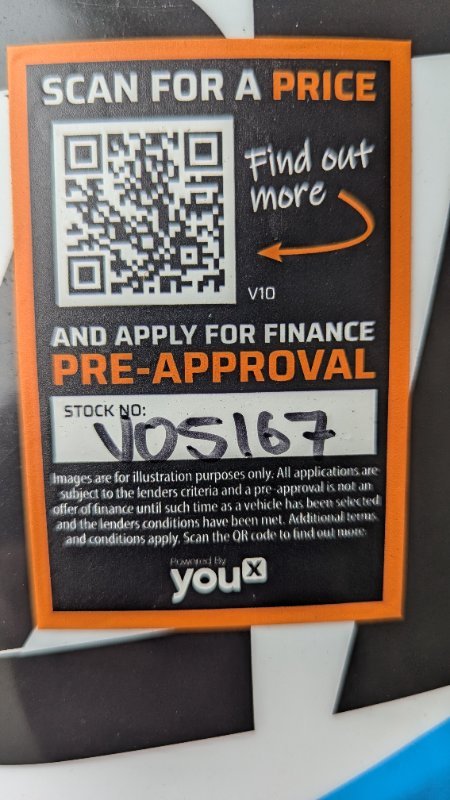 SCAN FOR A PRICE
Find out
more
V10
AND APPLY FOR FINANCE
PRE-APPROVAL
STOCK NO:
VOS167
Images are for illustration purposes only. All applications are
subject to the lenders criteria and a pre-approval is not an
offer of finance until such time as a vehicle has been selected
and the lenders conditions have been met. Additional terms
and conditions apply. Scan the QR code to find out more.
Powered By
youX